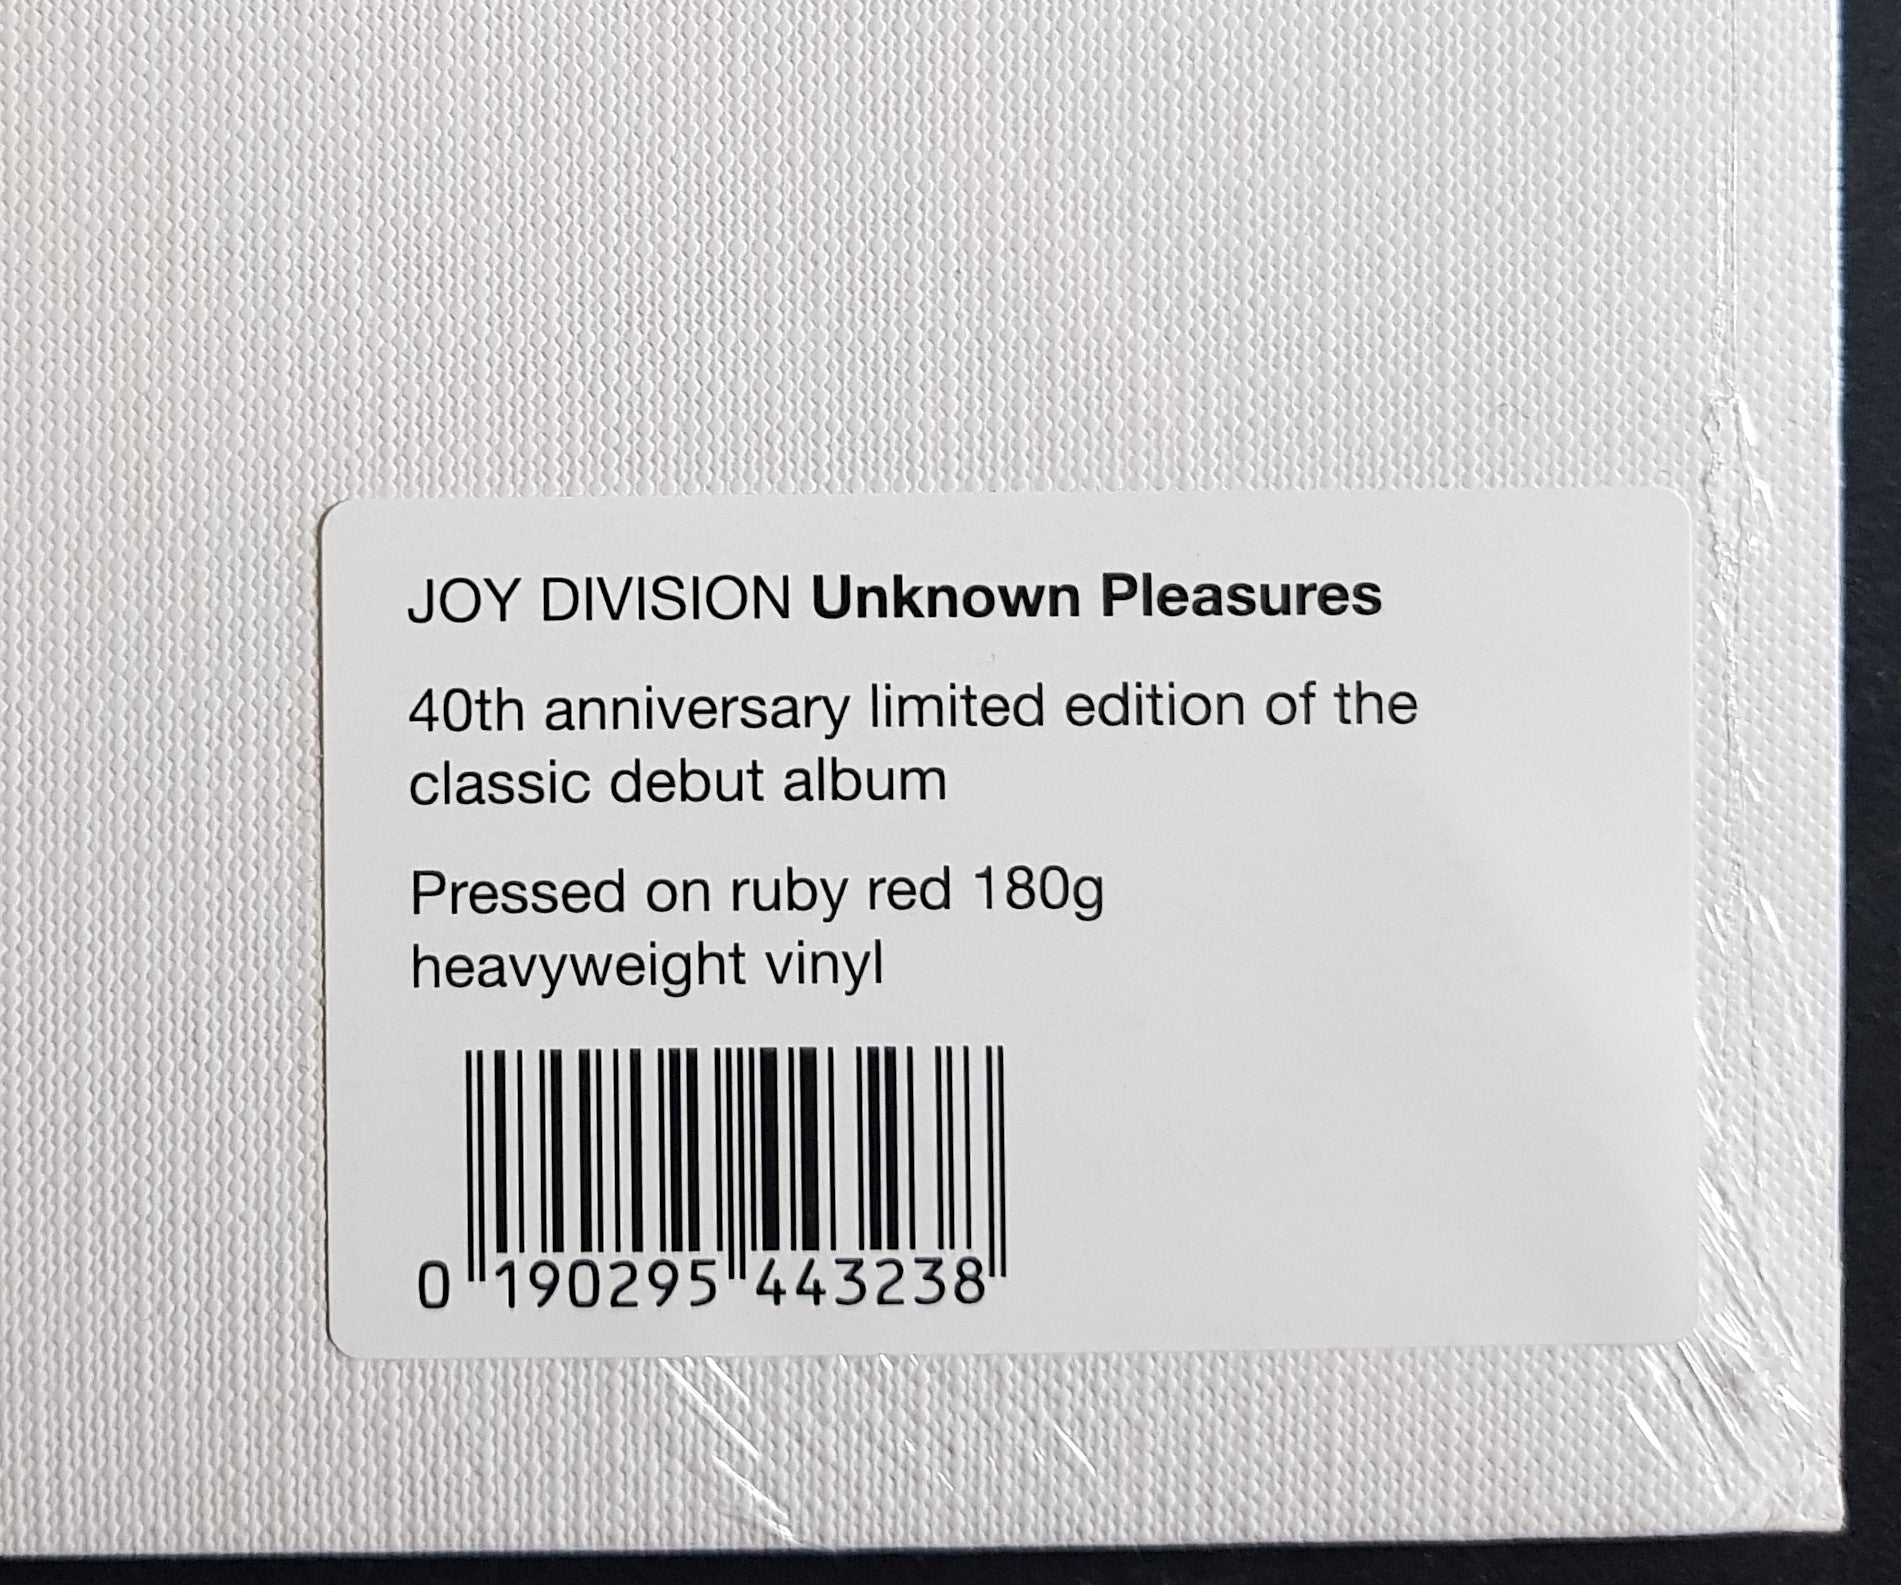 JOY DIVISION Unknown Pleasures
40th anniversary limited edition of the
classic debut album
Pressed on ruby red 180g
heavyweight vinyl
0 190295 443238